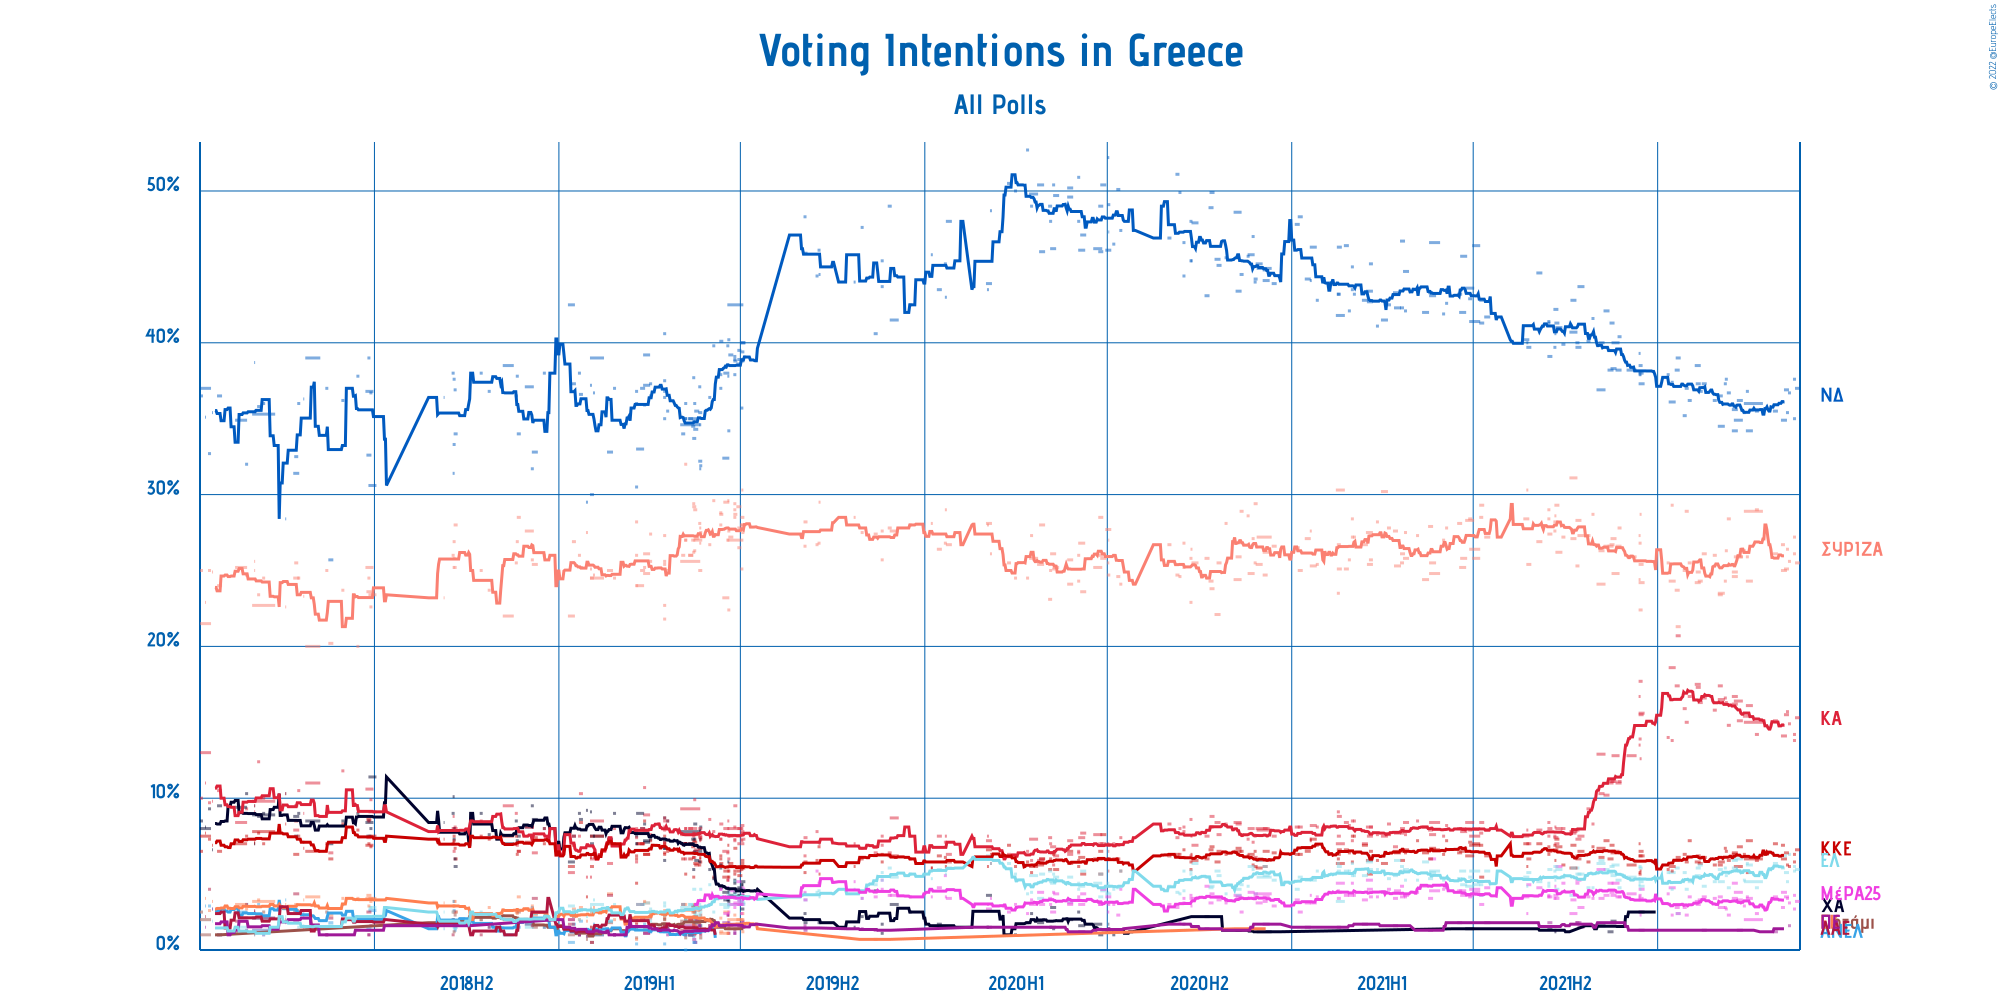 Voting Intentions in Greece
All Polls
© 2022 @EuropeElects
50%
40%
30%
20%
10%
0%
ΝΔ
ΣΥΡΙΖΑ
ΚΑ
ΚΚΕ
ΕΛ
ΜέΡΑ25
ΧΑ
2018H2
2019H1
2019H2
2020H1
2020H2
2021H1
2021H2